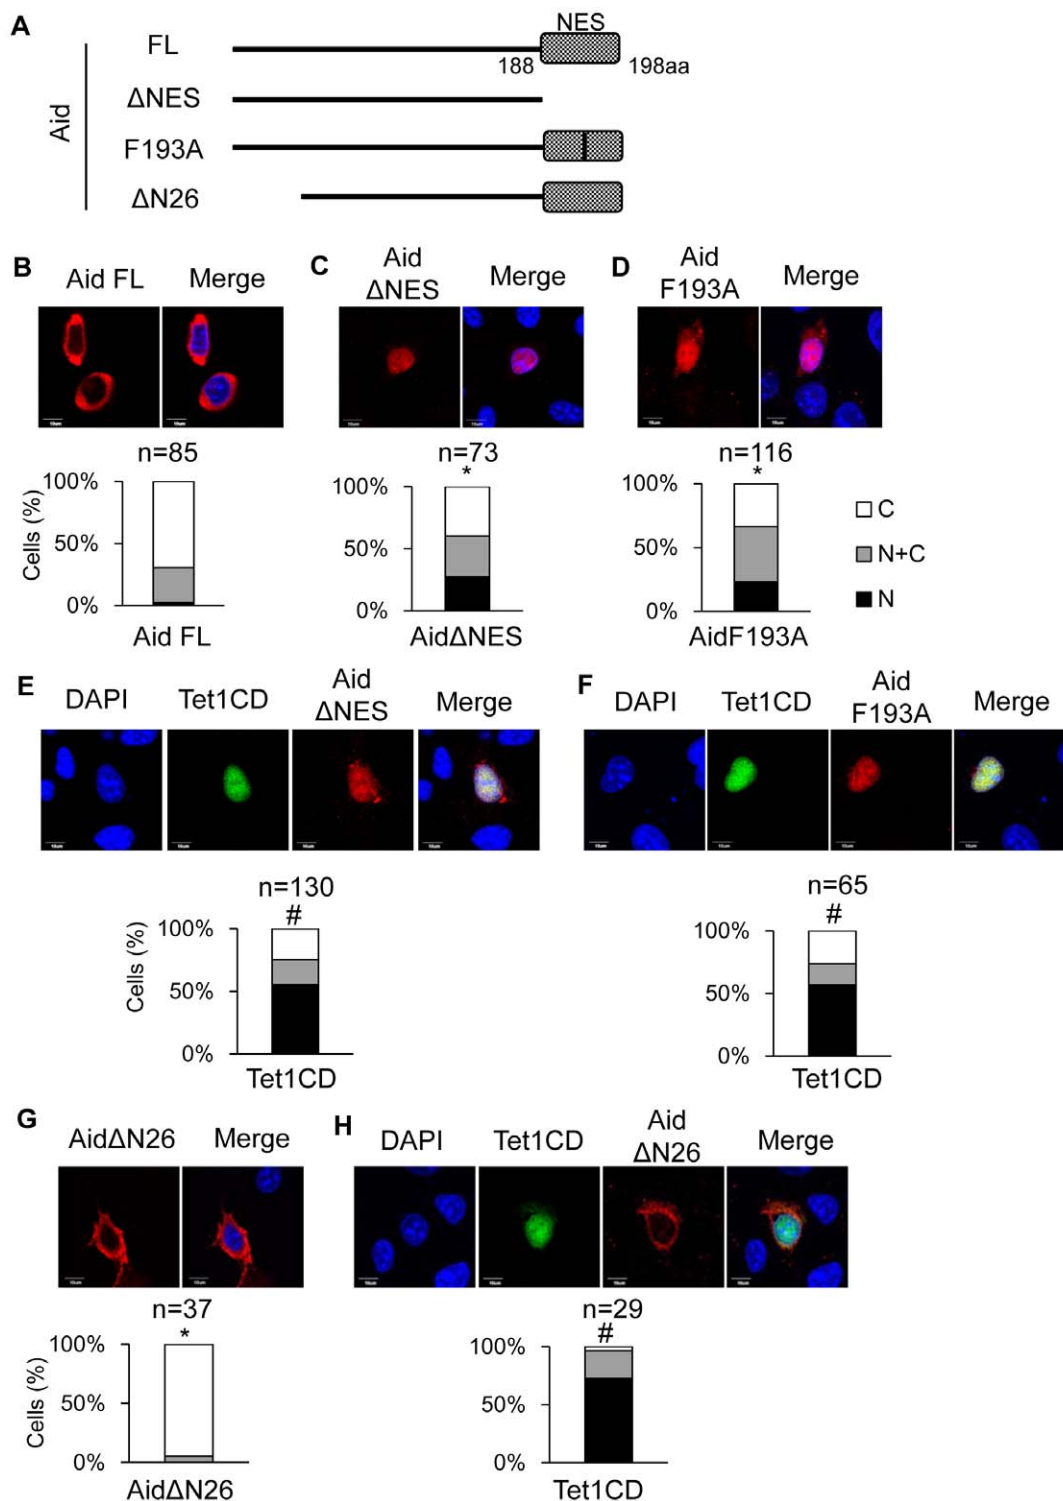 A
NES
FL
188
198aa
ΔNES
Aid
F193A
ΔN26
B
Aid FL
Merge
C
Aid
ΔNES
Merge
D
Aid
F193A
Merge
n=85
n=73
*
n=116
*
100%
50%
0%
Cells (%)
Aid FL
100%
50%
0%
AidΔNES
100%
50%
0%
AidF193A
C
N+C
N
E
DAPI
Tet1CD
Aid
ΔNES
Merge
F
DAPI
Tet1CD
Aid
F193A
Merge
n=130
#
100%
50%
0%
Cells (%)
Tet1CD
n=65
#
100%
50%
0%
Tet1CD
G
AidΔN26
Merge
H
DAPI
Tet1CD
Aid
ΔN26
Merge
n=37
*
100%
50%
0%
Cells (%)
AidΔN26
n=29
#
100%
50%
0%
Tet1CD